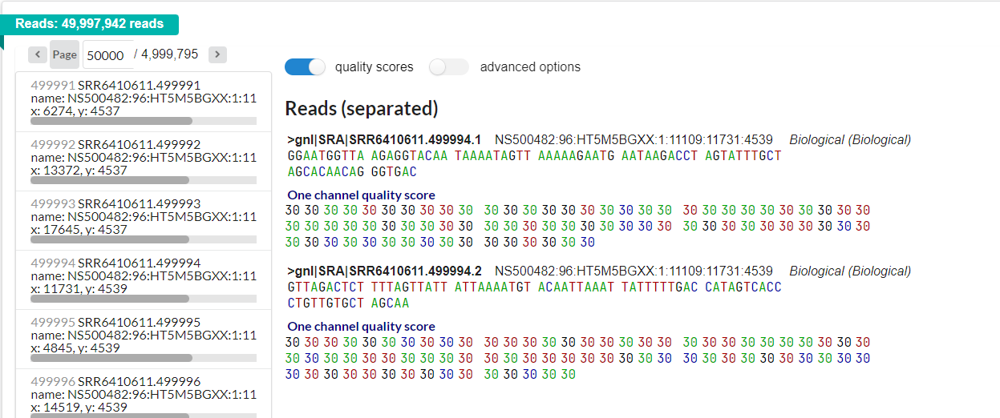 Reads: 49,997,942 reads
< Page 50000 / 4,999,795 >
499991 SRR6410611.499991
name: NS500482:96:HT5M5BGXX:1:11
x: 6274, y: 4537
499992 SRR6410611.499992
name: NS500482:96:HT5M5BGXX:1:11
x: 13372, y: 4537
499993 SRR6410611.499993
name: NS500482:96:HT5M5BGXX:1:11
x: 17645, y: 4537
499994 SRR6410611.499994
name: NS500482:96:HT5M5BGXX:1:11
x: 11731, y: 4539
499995 SRR6410611.499995
name: NS500482:96:HT5M5BGXX:1:11
x: 4845, y: 4539
499996 SRR6410611.499996
name: NS500482:96:HT5M5BGXX:1:11
x: 14519, y: 4539
quality scores advanced options
Reads (separated)
>gnl|SRA|SRR6410611.499994.1 NS500482:96:HT5M5BGXX:1:11109:11731:4539 Biological (Biological)
GGAATGGTTA AGAGGTACAA TAAAATAGTT AAAAAGAATG AATAAGACCT AGTATTTGCT
AGCACAACAG GGTGAC
One channel quality score
30 30 30 30 30 30 30 30 30 30 30 30 30 30 30 30 30 30 30 30 30 30 30 30 30 30 30 30 30 30
30 30 30 30 30 30 30 30 30 30 30 30 30 30 30 30 30 30 30 30 30 30 30 30 30 30 30 30 30 30
30 30 30 30 30 30 30 30 30 30 30 30 30 30 30 30
>gnl|SRA|SRR6410611.499994.2 NS500482:96:HT5M5BGXX:1:11109:11731:4539 Biological (Biological)
GTTAGACTCT TTTAGTTATT ATTAAAATGT ACAATTAAAT TATTTTTGAC CATAGTCACC
CTGTTGTGCT AGCAA
One channel quality score
30 30 30 30 30 30 30 30 30 30 30 30 30 30 30 30 30 30 30 30 30 30 30 30 30 30 30 30 30 30
30 30 30 30 30 30 30 30 30 30 30 30 30 30 30 30 30 30 30 30 30 30 30 30 30 30 30 30 30 30
30 30 30 30 30 30 30 30 30 30 30 30 30 30 30